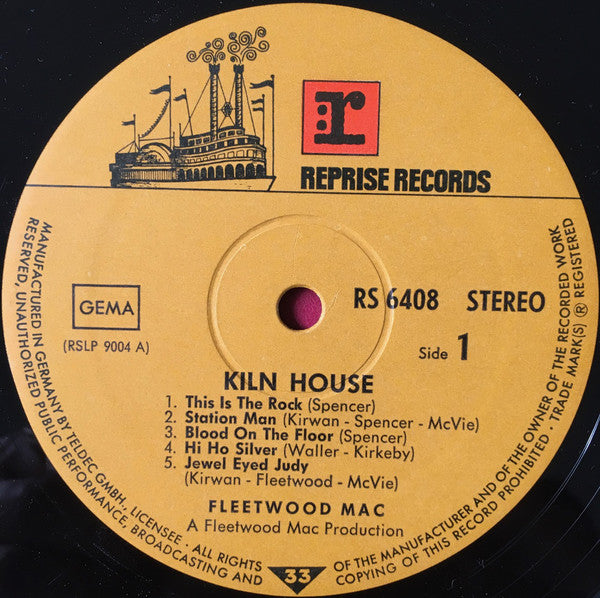 r
REPRISE RECORDS
GEMA
(RSLP 9004 A)
RS 6408 STEREO
Side 1
KILN HOUSE
1. This Is The Rock (Spencer)
2. Station Man (Kirwan - Spencer - McVie)
3. Blood On The Floor (Spencer)
4. Hi Ho Silver (Waller - Kirkeby)
5. Jewel Eyed Judy
(Kirwan - Fleetwood - McVie)
FLEETWOOD MAC
A Fleetwood Mac Production
33
MANUFACTURED IN GERMANY BY TELDEC GMBH., LICENSEE · ALL RIGHTS OF THE MANUFACTURER AND OF THE OWNER OF THE RECORDED WORK
RESERVED, UNAUTHORIZED PUBLIC PERFORMANCE, BROADCASTING AND COPYING OF THIS RECORD PROHIBITED · TRADE MARK(S) ® REGISTERED